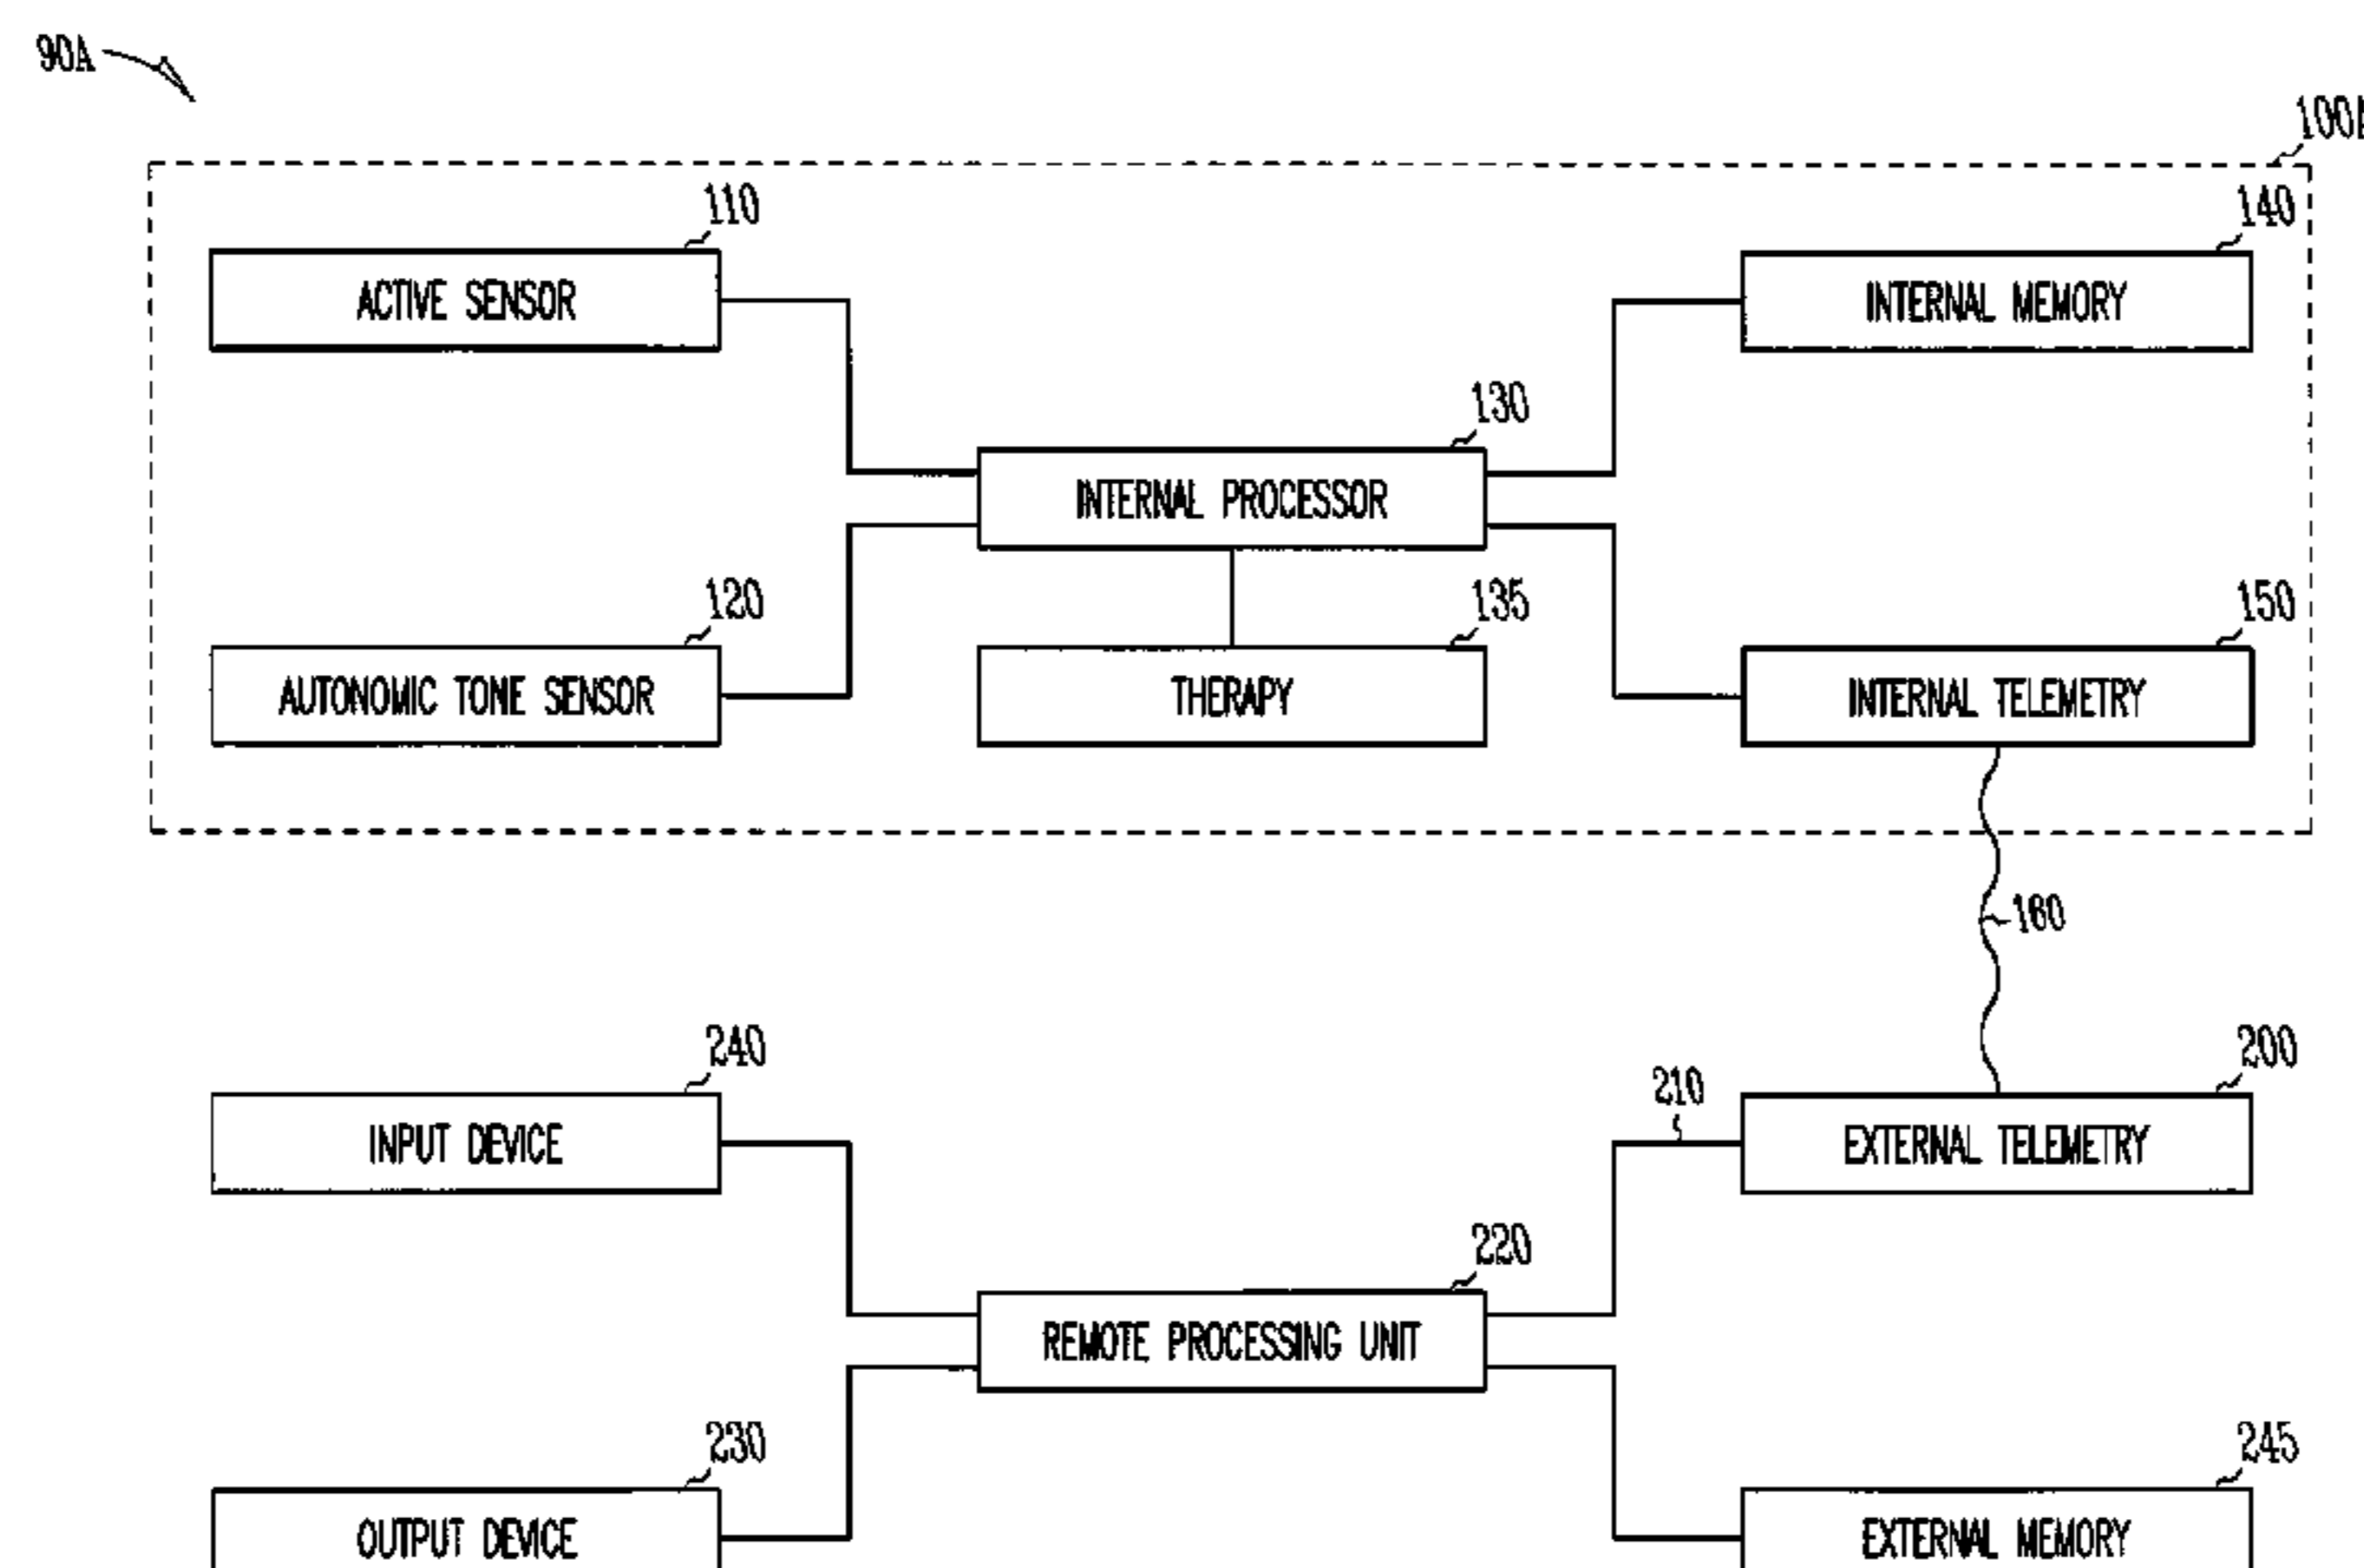 90A
110
ACTIVE SENSOR
140
INTERNAL MEMORY
130
INTERNAL PROCESSOR
120
AUTONOMIC TONE SENSOR
135
THERAPY
150
INTERNAL TELEMETRY
160
240
INPUT DEVICE
210
200
EXTERNAL TELEMETRY
220
REMOTE PROCESSING UNIT
230
OUTPUT DEVICE
245
EXTERNAL MEMORY